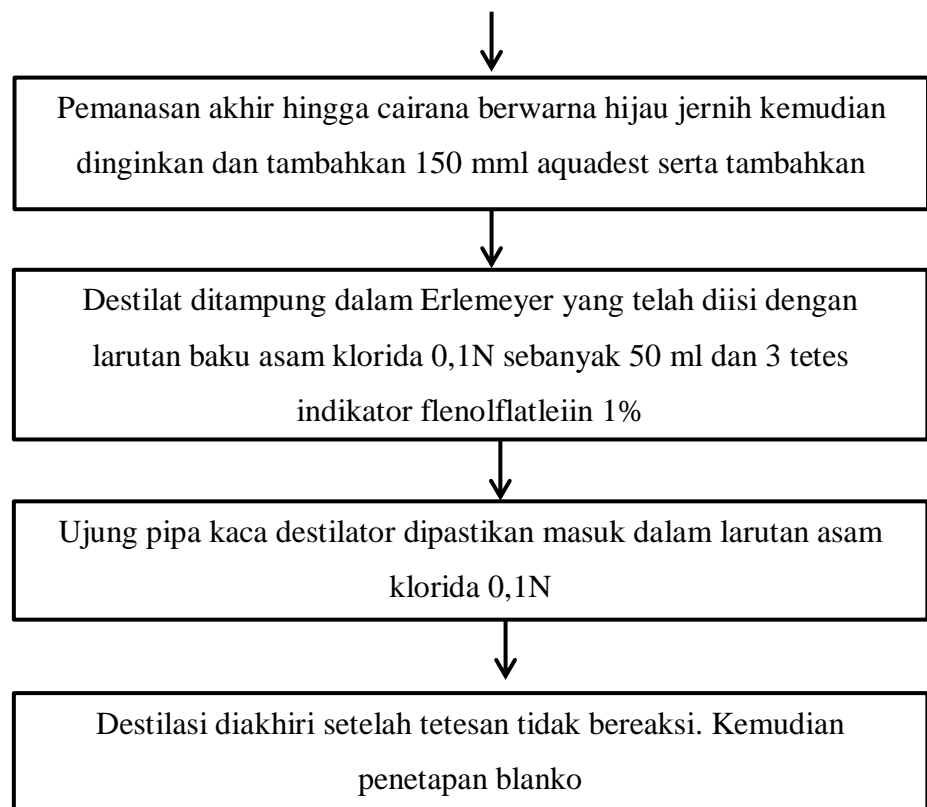 Pemanasan akhir hingga cairana berwarna hijau jernih kemudian
dinginkan dan tambahkan 150 mml aquadest serta tambahkan
Destilat ditampung dalam Erlemeyer yang telah diisi dengan
larutan baku asam klorida 0,1N sebanyak 50 ml dan 3 tetes
indikator flenolflatleiin 1%
Ujung pipa kaca destilator dipastikan masuk dalam larutan asam
klorida 0,1N
Destilasi diakhiri setelah tetesan tidak bereaksi. Kemudian
penetapan blanko